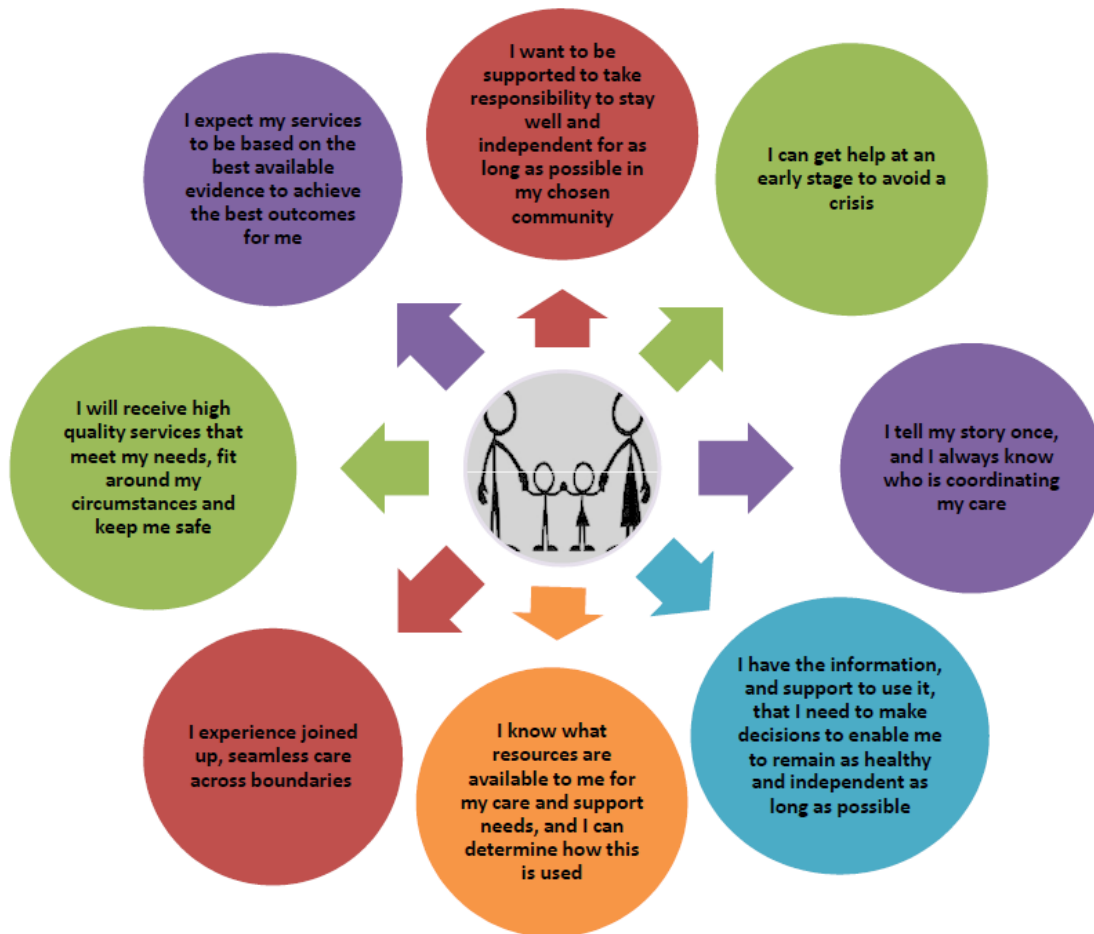 I want to be
supported to take
responsibility to stay
well and
independent for as
long as possible in
my chosen
community
I can get help at an
early stage to avoid a
crisis
I tell my story once,
and I always know
who is coordinating
my care
I have the information,
and support to use it,
that I need to make
decisions to enable me
to remain as healthy
and independent as
long as possible
I know what
resources are
available to me for
my care and support
needs, and I can
determine how this
is used
I experience joined
up, seamless care
across boundaries
I will receive high
quality services that
meet my needs, fit
around my
circumstances and
keep me safe
I expect my services
to be based on the
best available
evidence to achieve
the best outcomes
for me